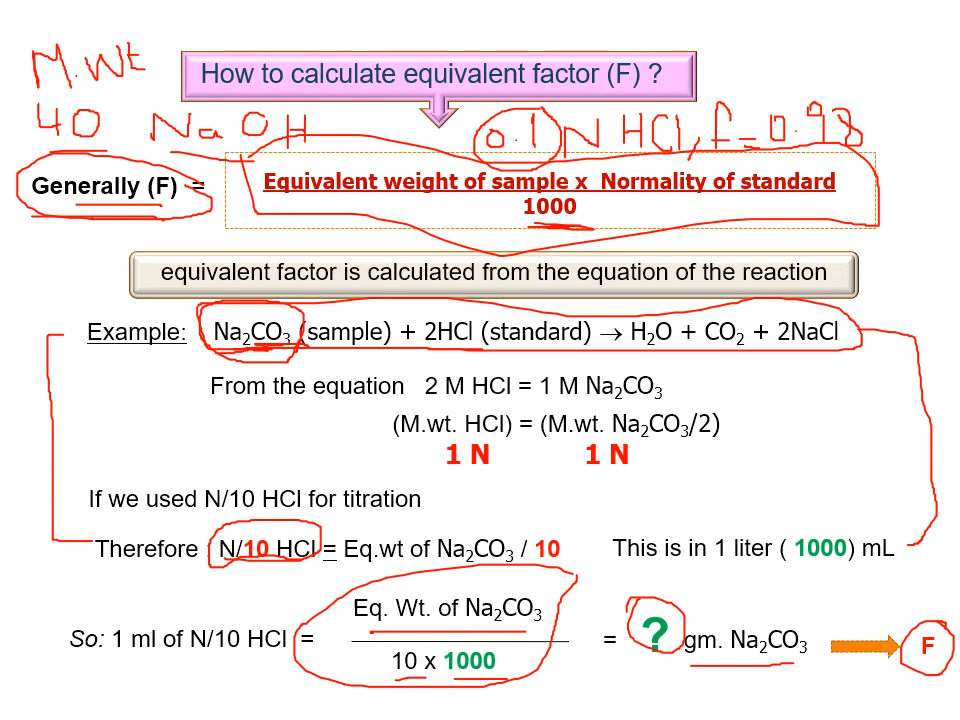 M.Wt
How to calculate equivalent factor (F) ?
40 NaOH 0.1 N HCl, f = 0.98
Generally (F) = Equivalent weight of sample x Normality of standard
1000
equivalent factor is calculated from the equation of the reaction
Example: Na₂CO₃ (sample) + 2HCl (standard) → H₂O + CO₂ + 2NaCl
From the equation 2 M HCl = 1 M Na₂CO₃
(M.wt. HCl) = (M.wt. Na₂CO₃/2)
1 N 1 N
If we used N/10 HCl for titration
Therefore N/10 HCl = Eq.wt of Na₂CO₃ / 10 This is in 1 liter ( 1000) mL
Eq. Wt. of Na₂CO₃
So: 1 ml of N/10 HCl = = ? gm. Na₂CO₃ F
10 x 1000